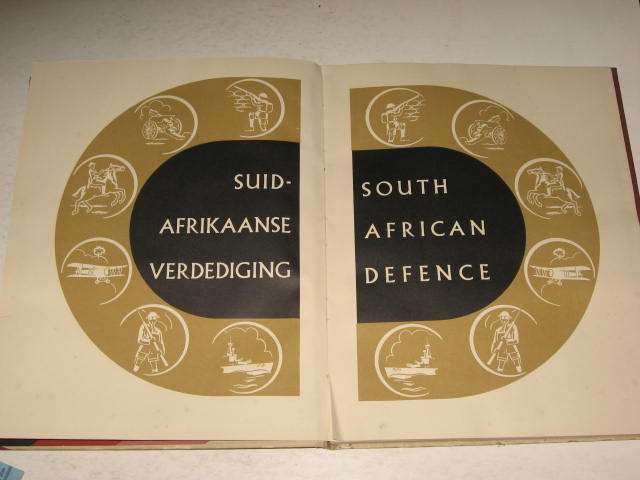 SUID-
AFRIKAANSE
VERDEDIGING
SOUTH
AFRICAN
DEFENCE